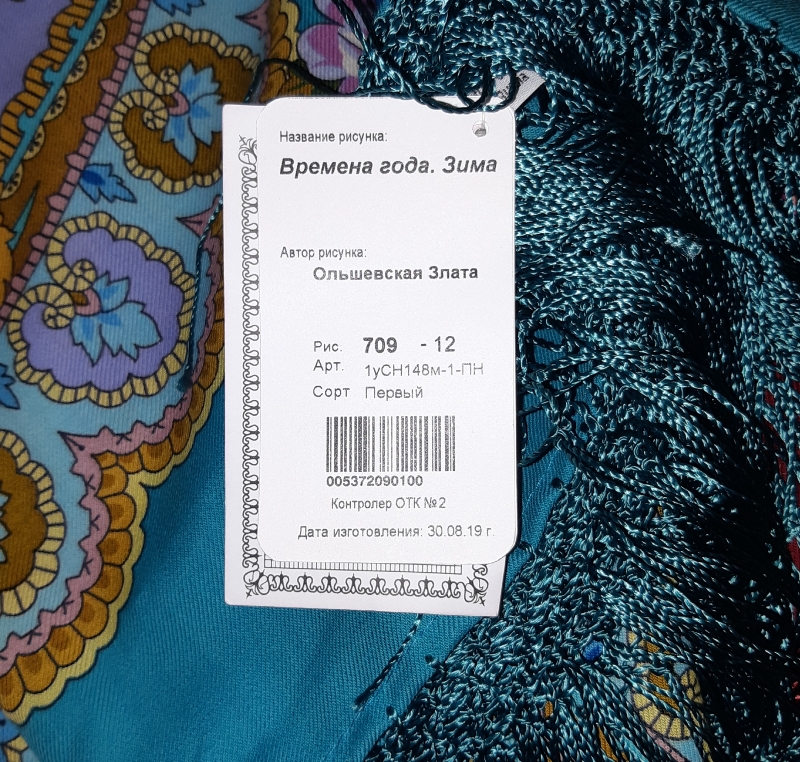 Название рисунка:
Времена года. Зима
Автор рисунка:
Ольшевская Злата
Рис. 709 - 12
Арт. 1уСН148м-1-ПН
Сорт Первый
005372090100
Контролер ОТК №2
Дата изготовления: 30.08.19 г.